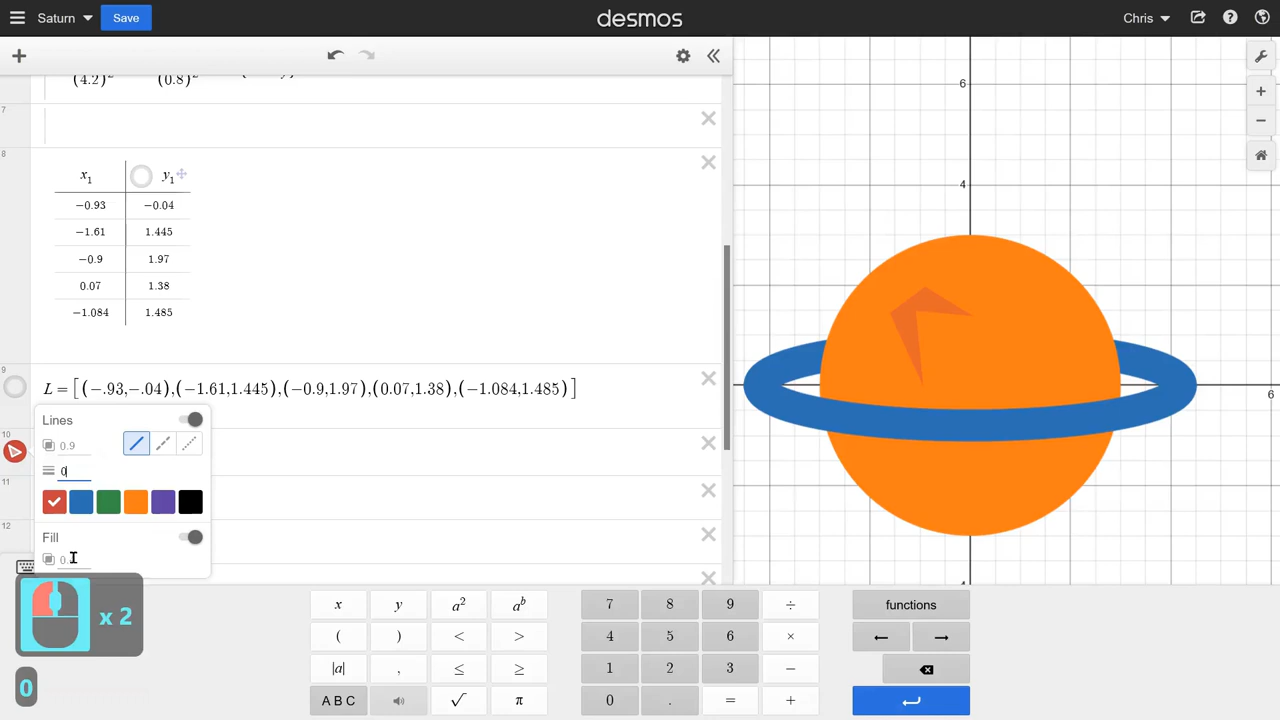 Saturn Save desmos Chris
(4.2)² (0.8)²
7
8
x₁ y₁
−0.93 −0.04
−1.61 1.445
−0.9 1.97
0.07 1.38
−1.084 1.485
9
L = [(−.93,−.04),(−1.61,1.445),(−0.9,1.97),(0.07,1.38),(−1.084,1.485)]
Lines
10
0.9
0
11
Fill
12
0.
x 2
0
6
4
6
x y a² aᵇ 7 8 9 ÷ functions
( ) < > 4 5 6 × ← →
|a| , ≤ ≥ 1 2 3 −
A B C √ π 0 . = +